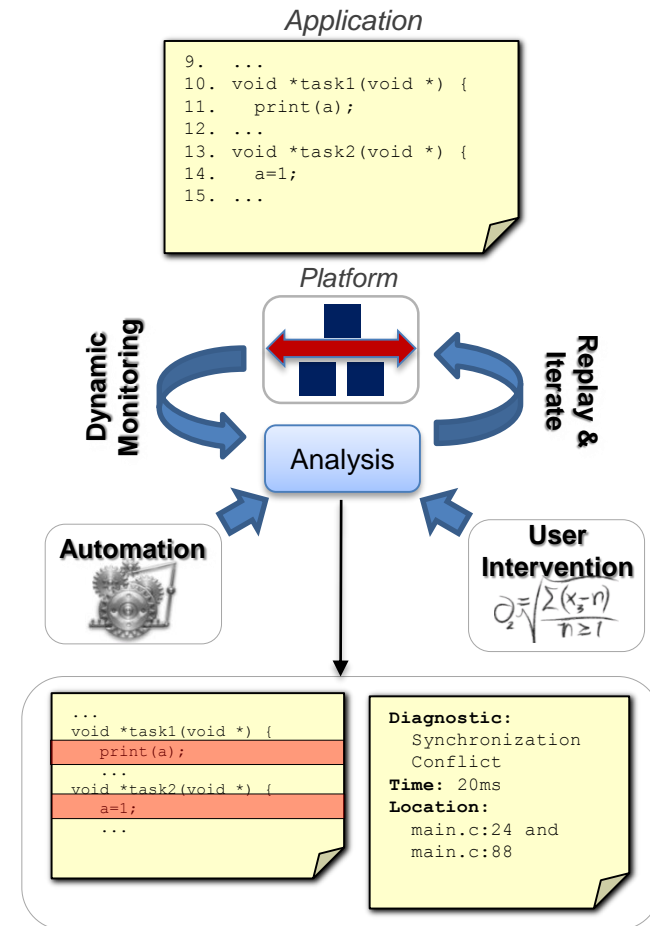 Application
9. ...
10. void *task1(void *) {
11. print(a);
12. ...
13. void *task2(void *) {
14. a=1;
15. ...
Platform
Dynamic
Monitoring
Replay &
Iterate
Analysis
Automation
User
Intervention
...
void *task1(void *) {
print(a);
...
void *task2(void *) {
a=1;
...
Diagnostic:
Synchronization
Conflict
Time: 20ms
Location:
main.c:24 and
main.c:88